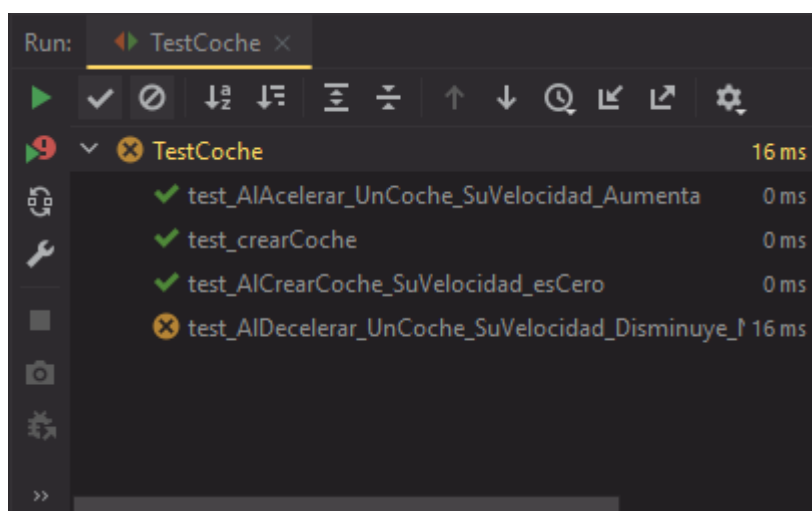 Run: TestCoche
TestCoche 16 ms
test_AlAcelerar_UnCoche_SuVelocidad_Aumenta 0 ms
test_crearCoche 0 ms
test_AlCrearCoche_SuVelocidad_esCero 0 ms
test_AlDecelerar_UnCoche_SuVelocidad_Disminuye_ 16 ms